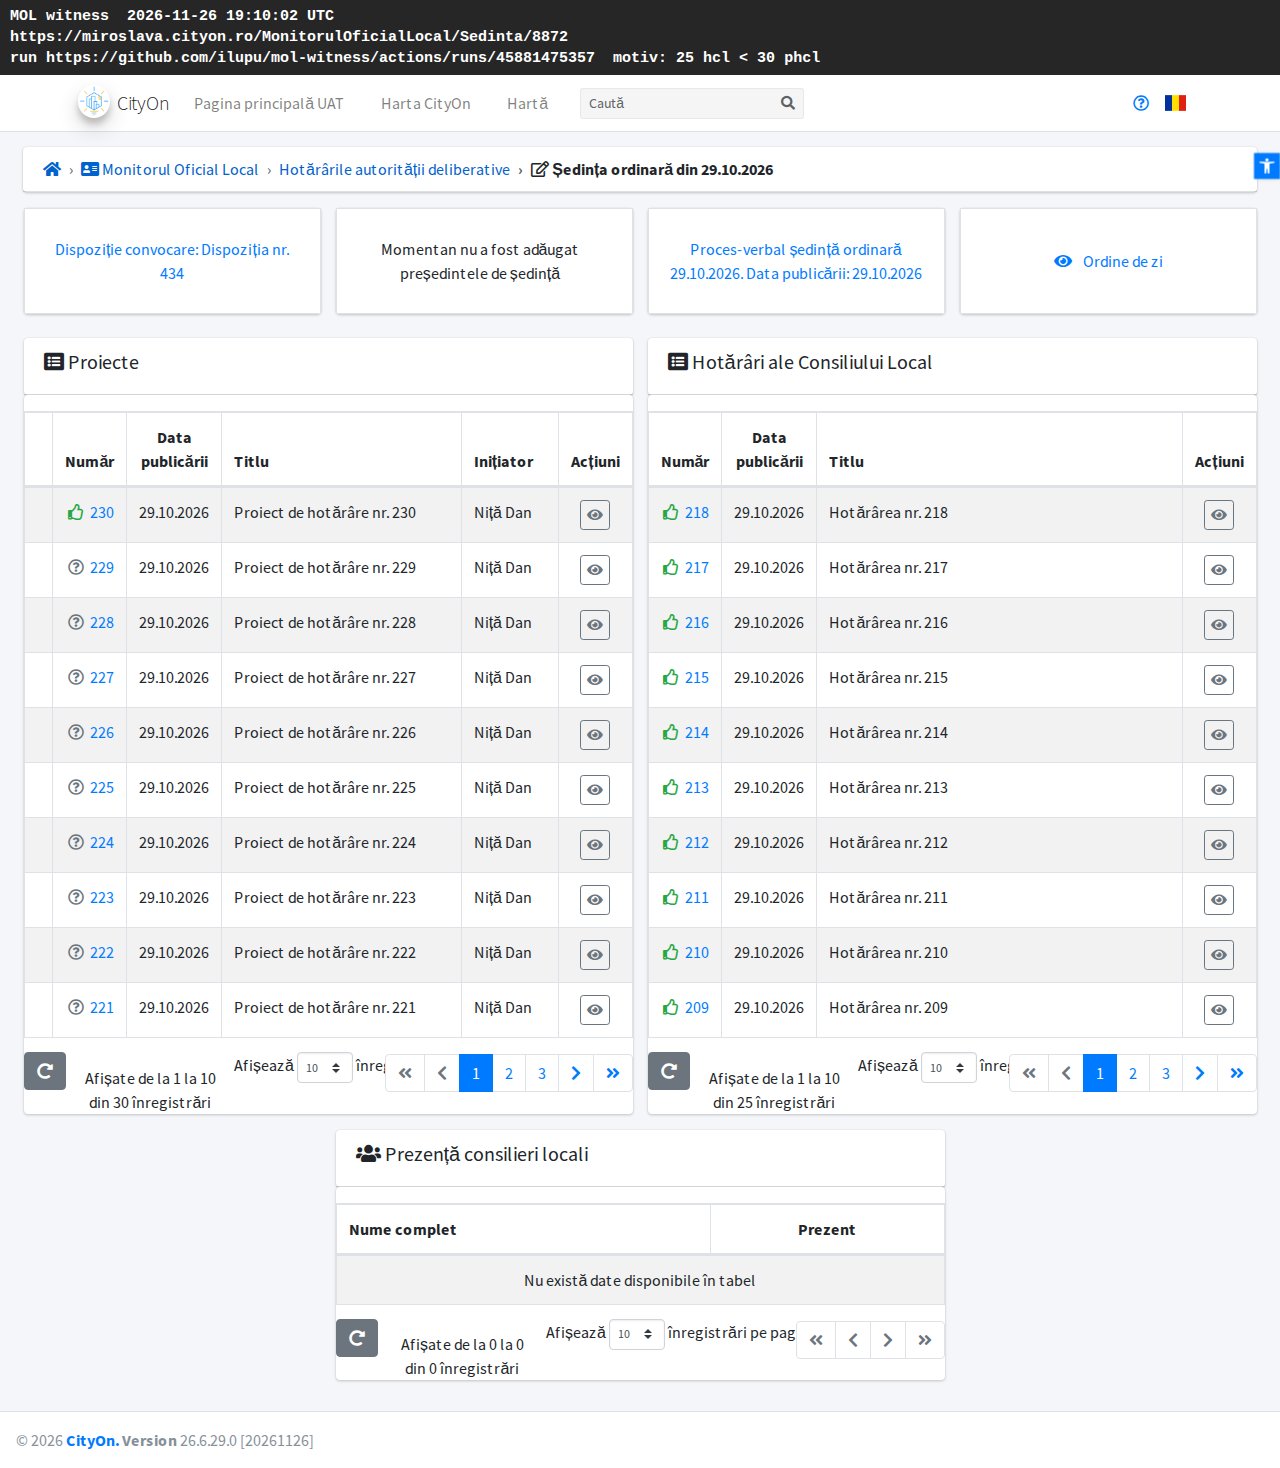 MOL witness  2026-11-26 19:10:02 UTC
https://miroslava.cityon.ro/MonitorulOficialLocal/Sedinta/8872
run https://github.com/ilupu/mol-witness/actions/runs/45881475357  motiv: 25 hcl < 30 phcl
CityOn Pagina principală UAT Harta CityOn Hartă Caută
› Monitorul Oficial Local › Hotărârile autorității deliberative › Ședința ordinară din 29.10.2026
Dispoziție convocare: Dispoziția nr.
434
Momentan nu a fost adăugat
președintele de ședință
Proces-verbal ședință ordinară
29.10.2026. Data publicării: 29.10.2026
Ordine de zi
Proiecte
Număr Data publicării Titlu Inițiator Acțiuni
230 29.10.2026 Proiect de hotărâre nr. 230 Niță Dan
229 29.10.2026 Proiect de hotărâre nr. 229 Niță Dan
228 29.10.2026 Proiect de hotărâre nr. 228 Niță Dan
227 29.10.2026 Proiect de hotărâre nr. 227 Niță Dan
226 29.10.2026 Proiect de hotărâre nr. 226 Niță Dan
225 29.10.2026 Proiect de hotărâre nr. 225 Niță Dan
224 29.10.2026 Proiect de hotărâre nr. 224 Niță Dan
223 29.10.2026 Proiect de hotărâre nr. 223 Niță Dan
222 29.10.2026 Proiect de hotărâre nr. 222 Niță Dan
221 29.10.2026 Proiect de hotărâre nr. 221 Niță Dan
Afișate de la 1 la 10
din 30 înregistrări
Afișează 10 înreg
1 2 3
Hotărâri ale Consiliului Local
Număr Data publicării Titlu Acțiuni
218 29.10.2026 Hotărârea nr. 218
217 29.10.2026 Hotărârea nr. 217
216 29.10.2026 Hotărârea nr. 216
215 29.10.2026 Hotărârea nr. 215
214 29.10.2026 Hotărârea nr. 214
213 29.10.2026 Hotărârea nr. 213
212 29.10.2026 Hotărârea nr. 212
211 29.10.2026 Hotărârea nr. 211
210 29.10.2026 Hotărârea nr. 210
209 29.10.2026 Hotărârea nr. 209
Afișate de la 1 la 10
din 25 înregistrări
Afișează 10 înreg
1 2 3
Prezență consilieri locali
Nume complet Prezent
Nu există date disponibile în tabel
Afișate de la 0 la 0
din 0 înregistrări
Afișează 10 înregistrări pe pag
© 2026 CityOn. Version 26.6.29.0 [20261126]